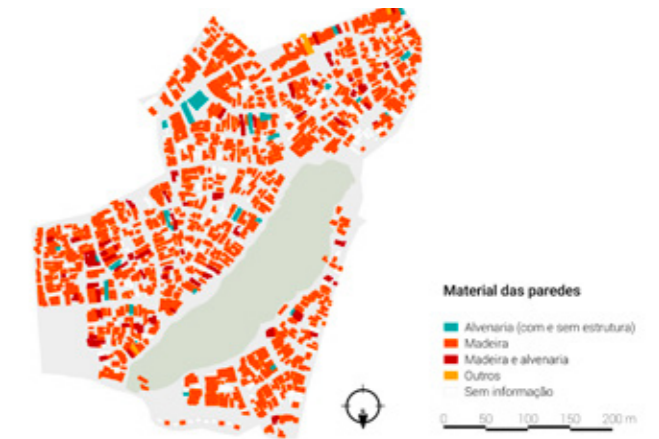 Material das paredes
Alvenaria (com e sem estrutura)
Madeira
Madeira e alvenaria
Outros
Sem informação
0 50 100 150 200 m